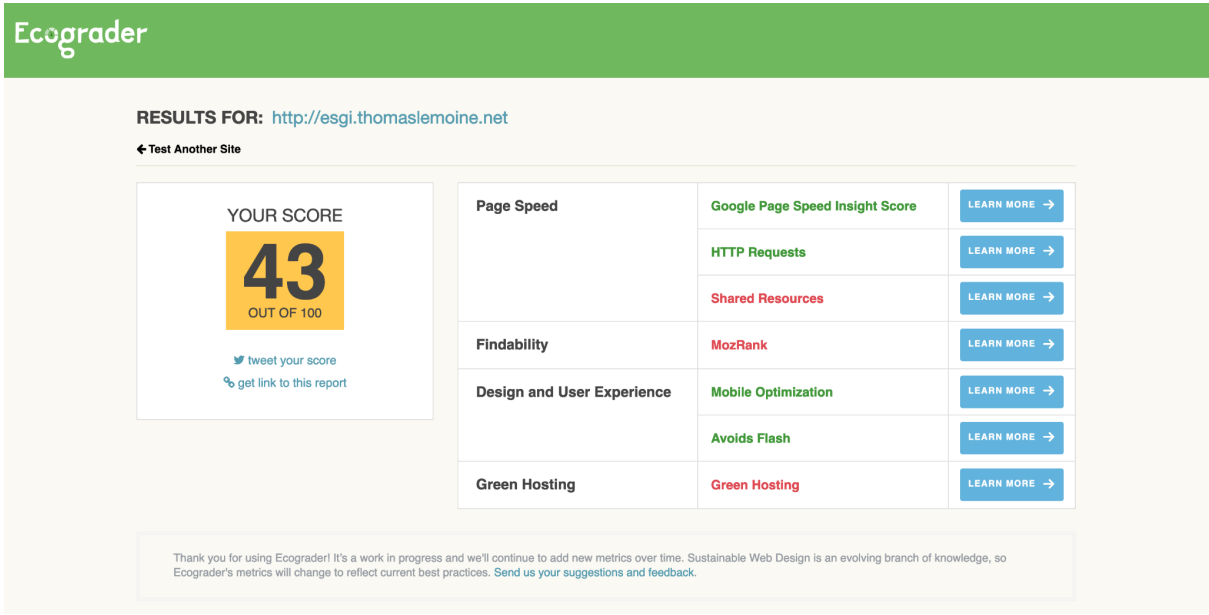 Ecograder
RESULTS FOR: http://esgi.thomaslemoine.net
Test Another Site
YOUR SCORE
43
OUT OF 100
tweet your score
get link to this report
Page Speed
Google Page Speed Insight Score
LEARN MORE
HTTP Requests
LEARN MORE
Shared Resources
LEARN MORE
Findability
MozRank
LEARN MORE
Design and User Experience
Mobile Optimization
LEARN MORE
Avoids Flash
LEARN MORE
Green Hosting
Green Hosting
LEARN MORE
Thank you for using Ecograder! It's a work in progress and we'll continue to add new metrics over time. Sustainable Web Design is an evolving branch of knowledge, so
Ecograder's metrics will change to reflect current best practices. Send us your suggestions and feedback.